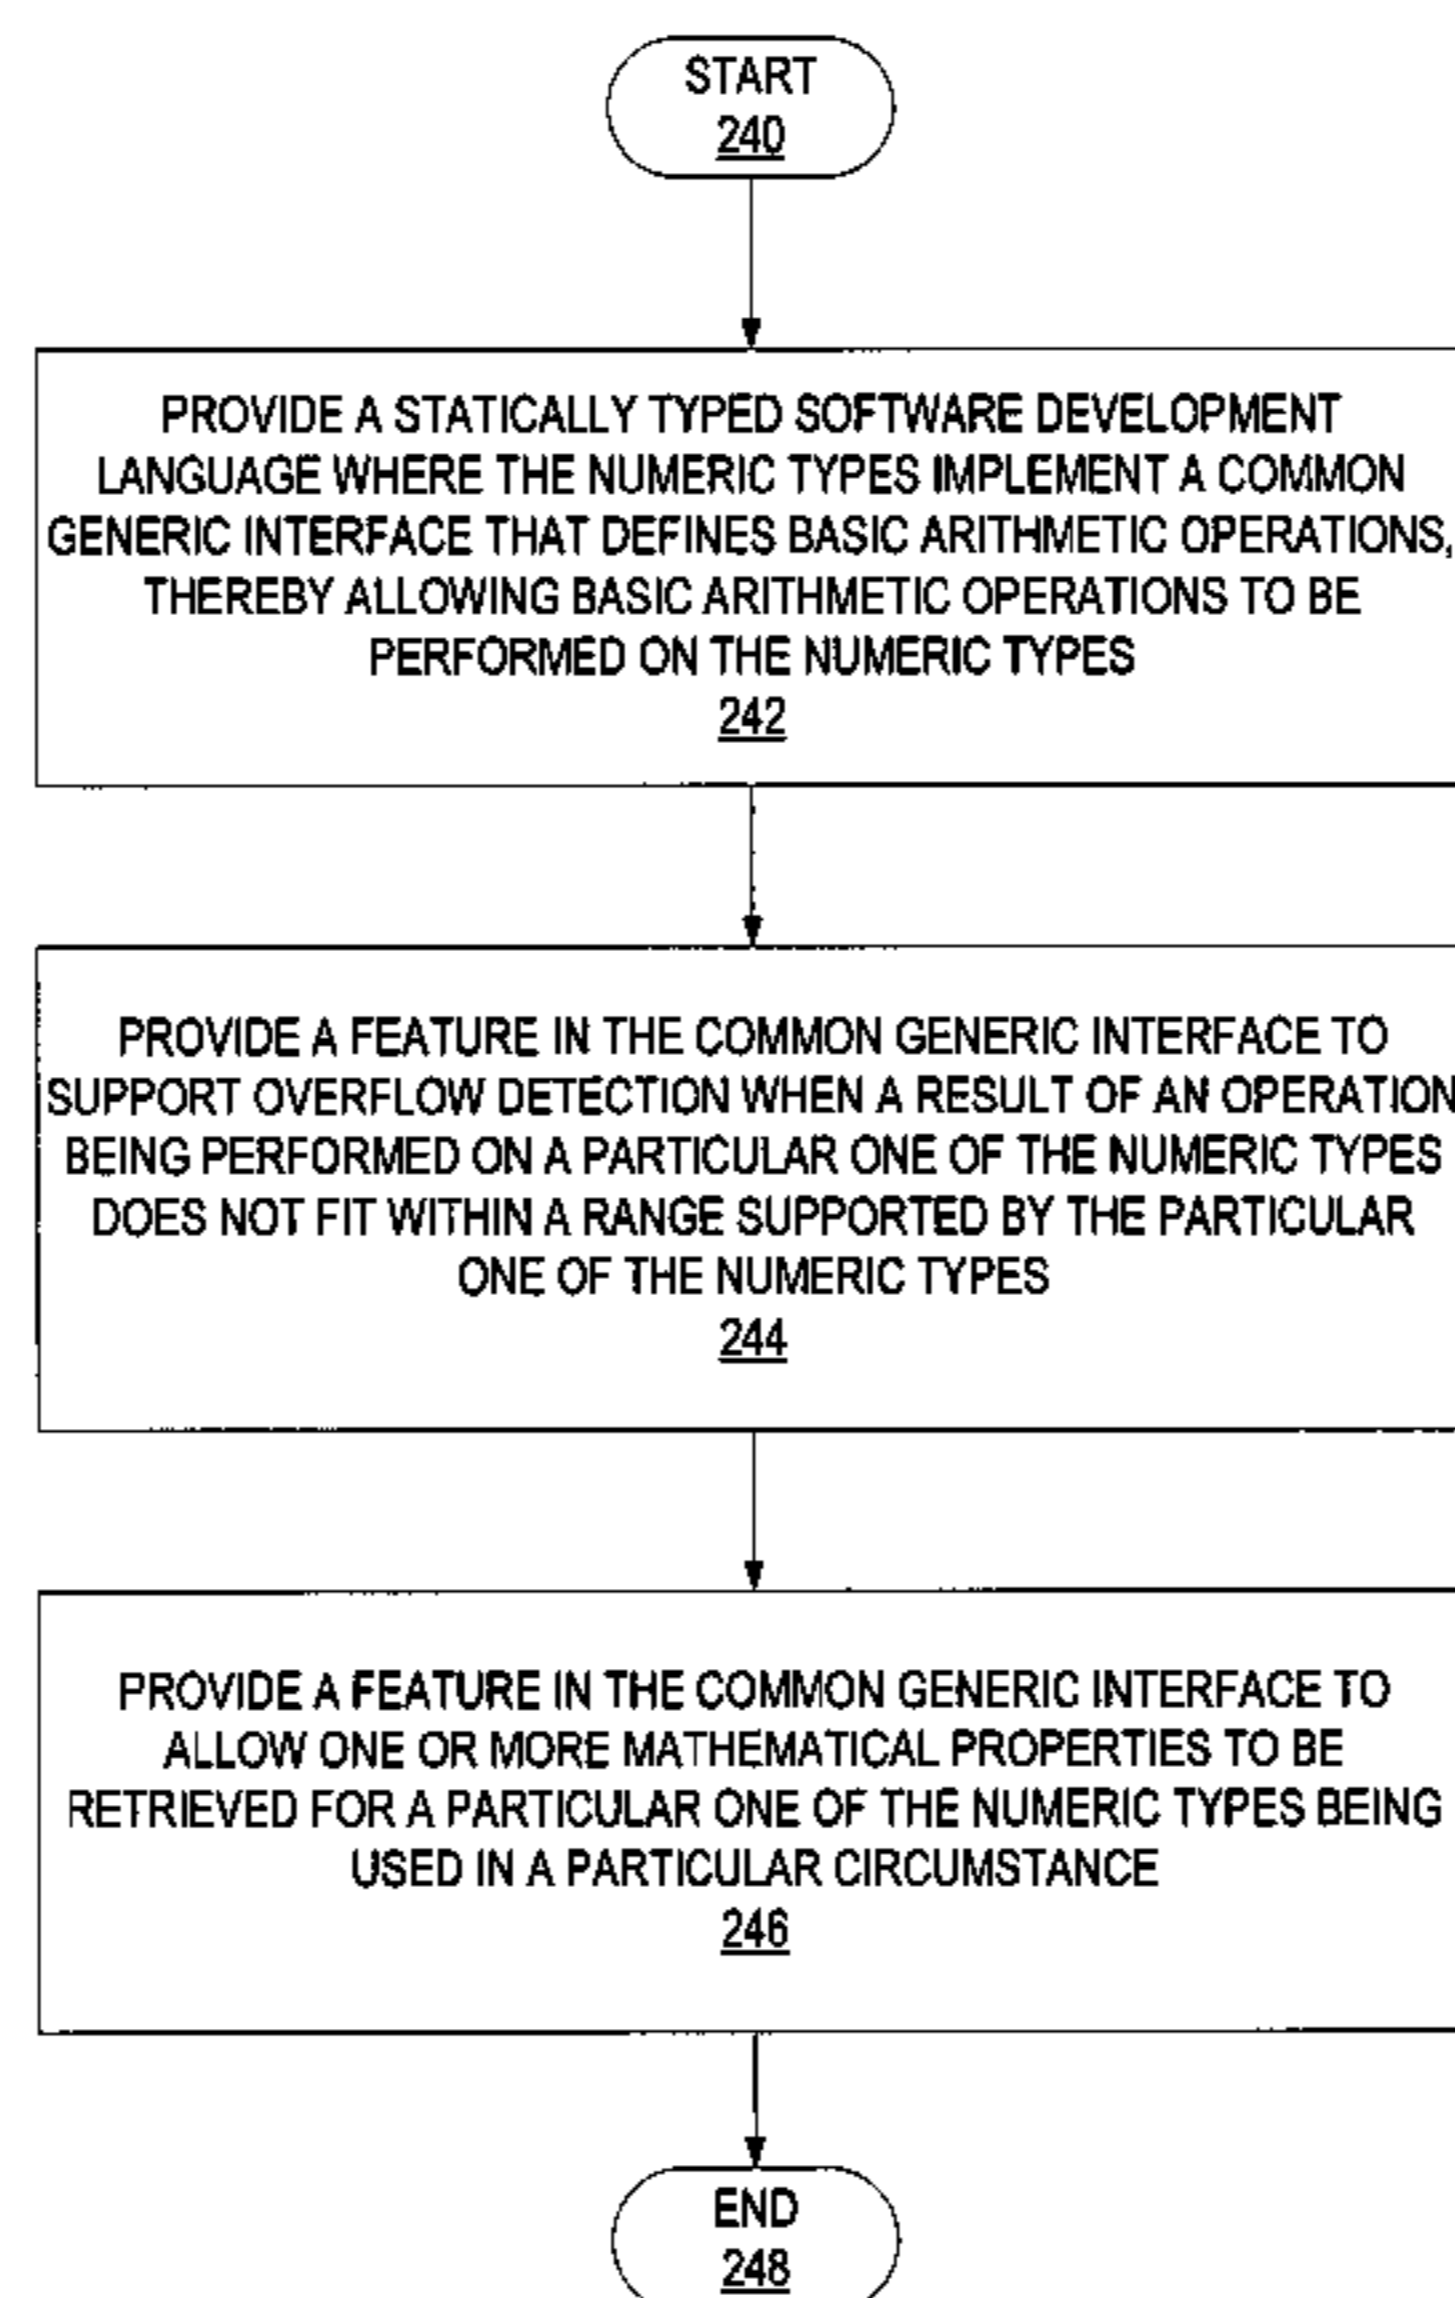 START
240
PROVIDE A STATICALLY TYPED SOFTWARE DEVELOPMENT
LANGUAGE WHERE THE NUMERIC TYPES IMPLEMENT A COMMON
GENERIC INTERFACE THAT DEFINES BASIC ARITHMETIC OPERATIONS,
THEREBY ALLOWING BASIC ARITHMETIC OPERATIONS TO BE
PERFORMED ON THE NUMERIC TYPES
242
PROVIDE A FEATURE IN THE COMMON GENERIC INTERFACE TO
SUPPORT OVERFLOW DETECTION WHEN A RESULT OF AN OPERATION
BEING PERFORMED ON A PARTICULAR ONE OF THE NUMERIC TYPES
DOES NOT FIT WITHIN A RANGE SUPPORTED BY THE PARTICULAR
ONE OF THE NUMERIC TYPES
244
PROVIDE A FEATURE IN THE COMMON GENERIC INTERFACE TO
ALLOW ONE OR MORE MATHEMATICAL PROPERTIES TO BE
RETRIEVED FOR A PARTICULAR ONE OF THE NUMERIC TYPES BEING
USED IN A PARTICULAR CIRCUMSTANCE
246
END
248